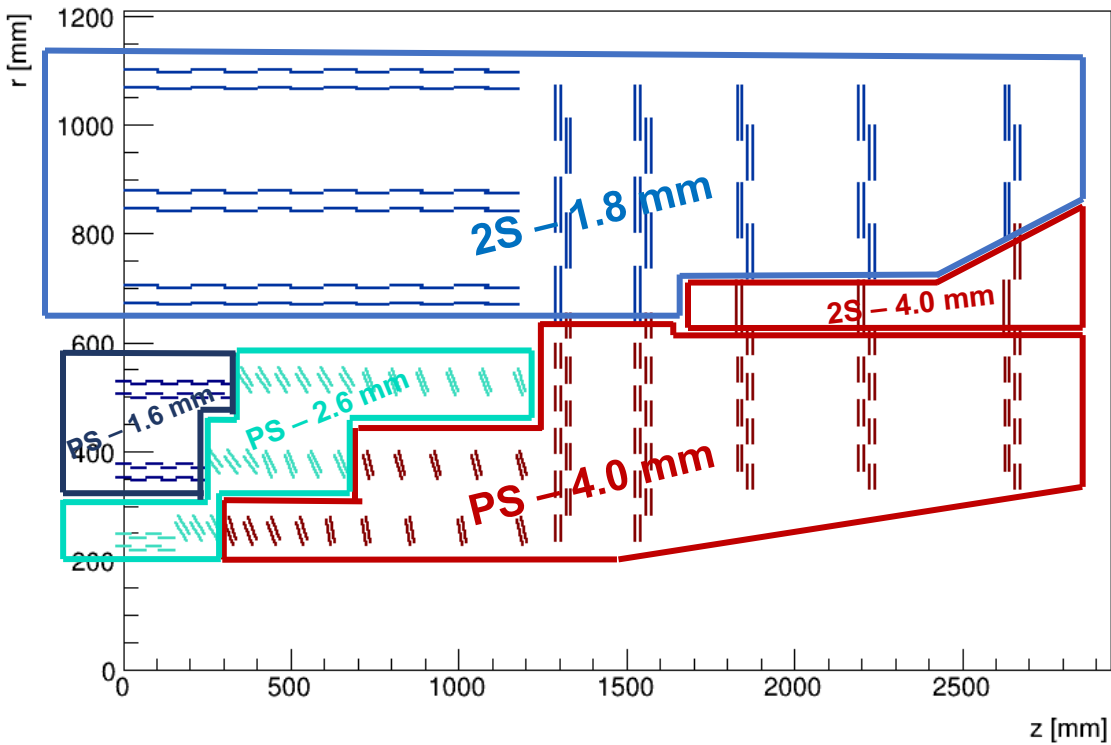 r [mm]
1200
1000
800
600
400
200
0
2S – 1.8 mm
2S – 4.0 mm
PS – 1.6 mm
PS – 2.6 mm
PS – 4.0 mm
0 500 1000 1500 2000 2500
z [mm]